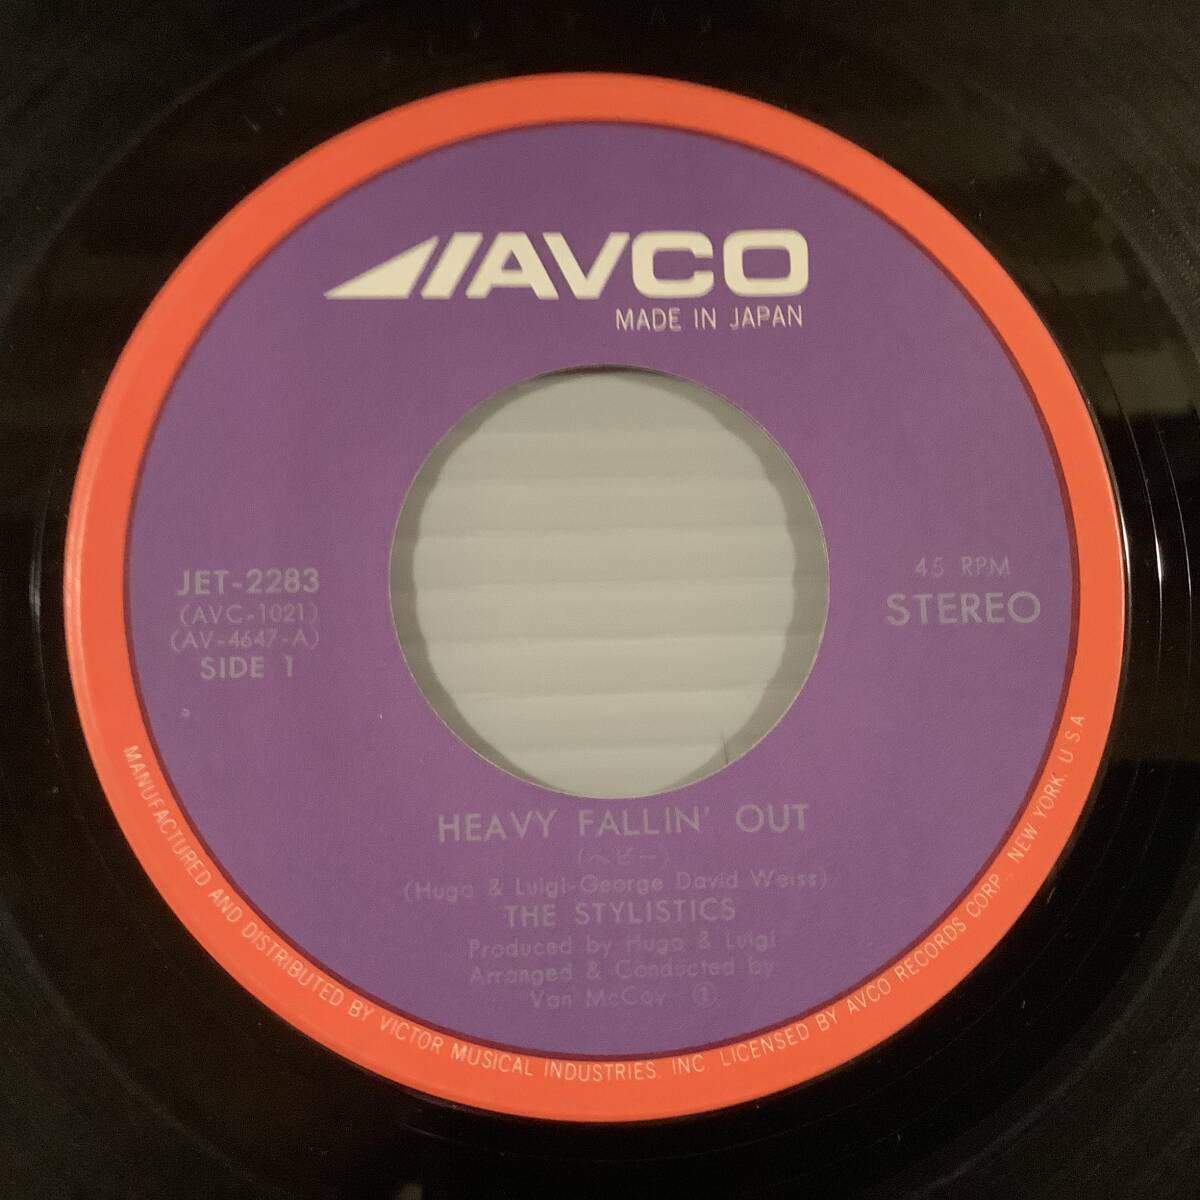 AVCO
MADE IN JAPAN
JET-2283
(AVC-1021)
(AV-4647-A)
SIDE 1
45 RPM
STEREO
HEAVY FALLIN' OUT
(ヘビー)
(Hugo & Luigi-George David Weiss)
THE STYLISTICS
Produced by Hugo & Luigi
Arranged & Conducted by
Van McCoy ①
MANUFACTURED AND DISTRIBUTED BY VICTOR MUSICAL INDUSTRIES, INC. LICENSED BY AVCO RECORDS CORP., NEW YORK, U.S.A